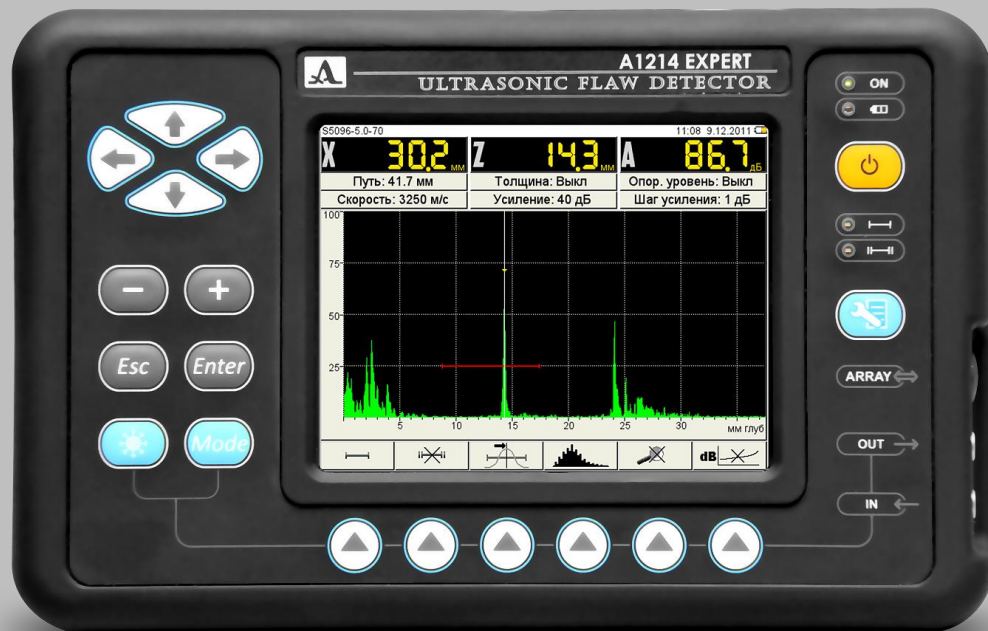 A1214 EXPERT
ULTRASONIC FLAW DETECTOR
S5096-5.0-70 11:08 9.12.2011
X 30.2 мм Z 14.3 мм A 86.7 дБ
Путь: 41.7 мм Толщина: Выкл Опор. уровень: Выкл
Скорость: 3250 м/с Усиление: 40 дБ Шаг усиления: 1 дБ
100
75
50
25
5 10 15 20 25 30 мм глуб
dB
− +
Esc Enter
Mode
ON
ARRAY
OUT
IN